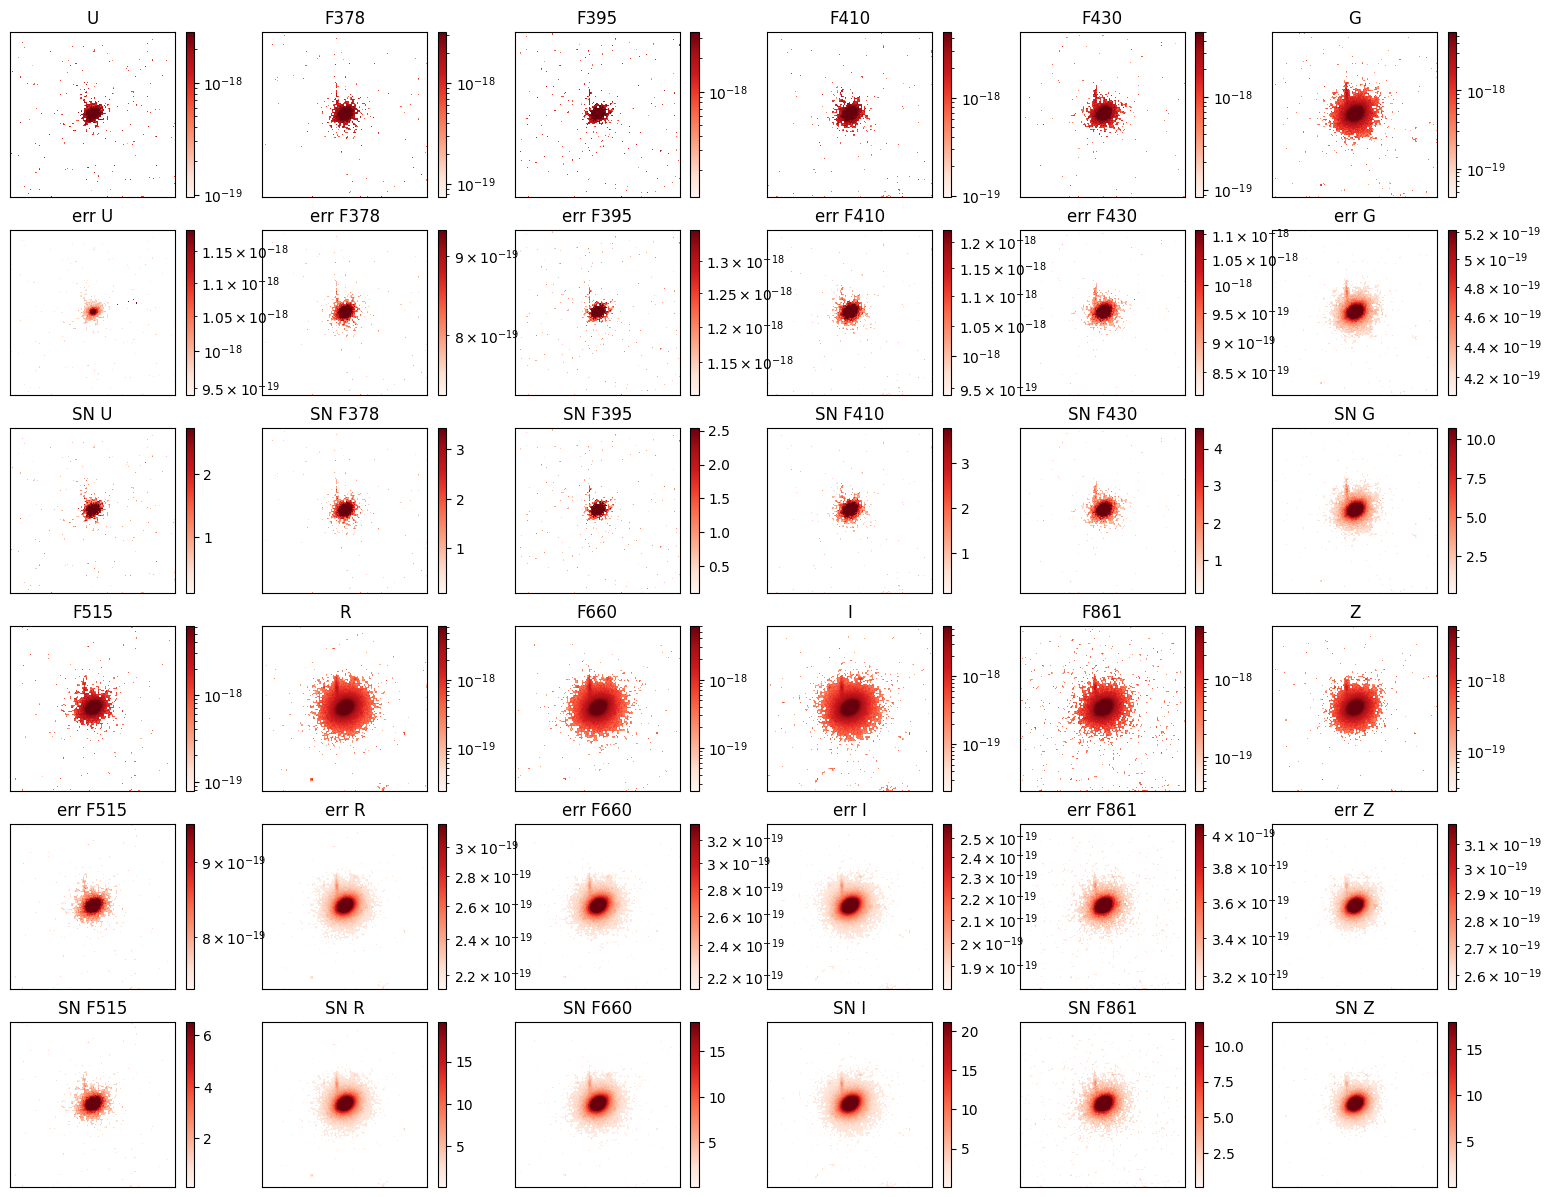 U F378 F395 F410 F430 G
10⁻¹⁸ 10⁻¹⁸ 10⁻¹⁸ 10⁻¹⁸ 10⁻¹⁸ 10⁻¹⁸
10⁻¹⁹ 10⁻¹⁹ 10⁻¹⁹ 10⁻¹⁹ 10⁻¹⁹
err U err F378 err F395 err F410 err F430 err G
1.15 × 10⁻¹⁸ 9 × 10⁻¹⁹ 1.3 × 10⁻¹⁸ 1.2 × 10⁻¹⁸ 1.1 × 10⁻¹⁸ 5.2 × 10⁻¹⁹
1.1 × 10⁻¹⁸ 8 × 10⁻¹⁹ 1.25 × 10⁻¹⁸ 1.15 × 10⁻¹⁸ 1.05 × 10⁻¹⁸ 5 × 10⁻¹⁹
1.05 × 10⁻¹⁸ 1.2 × 10⁻¹⁸ 1.1 × 10⁻¹⁸ 10⁻¹⁸ 4.8 × 10⁻¹⁹
10⁻¹⁸ 1.15 × 10⁻¹⁸ 1.05 × 10⁻¹⁸ 9.5 × 10⁻¹⁹ 4.6 × 10⁻¹⁹
9.5 × 10⁻¹⁹ 10⁻¹⁸ 9 × 10⁻¹⁹ 4.4 × 10⁻¹⁹
9.5 × 10⁻¹⁹ 8.5 × 10⁻¹⁹ 4.2 × 10⁻¹⁹
SN U SN F378 SN F395 SN F410 SN F430 SN G
2 3 2.5 3 4 10.0
1 2 2.0 2 3 7.5
1 1.5 1 2 5.0
1.0 1 2.5
0.5
F515 R F660 I F861 Z
10⁻¹⁸ 10⁻¹⁸ 10⁻¹⁸ 10⁻¹⁸ 10⁻¹⁸ 10⁻¹⁸
10⁻¹⁹ 10⁻¹⁹ 10⁻¹⁹ 10⁻¹⁹ 10⁻¹⁹ 10⁻¹⁹
err F515 err R err F660 err I err F861 err Z
9 × 10⁻¹⁹ 3 × 10⁻¹⁹ 3.2 × 10⁻¹⁹ 2.5 × 10⁻¹⁹ 4 × 10⁻¹⁹ 3.1 × 10⁻¹⁹
8 × 10⁻¹⁹ 2.8 × 10⁻¹⁹ 3 × 10⁻¹⁹ 2.4 × 10⁻¹⁹ 3.8 × 10⁻¹⁹ 3 × 10⁻¹⁹
2.6 × 10⁻¹⁹ 2.8 × 10⁻¹⁹ 2.3 × 10⁻¹⁹ 3.6 × 10⁻¹⁹ 2.9 × 10⁻¹⁹
2.4 × 10⁻¹⁹ 2.6 × 10⁻¹⁹ 2.2 × 10⁻¹⁹ 3.4 × 10⁻¹⁹ 2.8 × 10⁻¹⁹
2.2 × 10⁻¹⁹ 2.4 × 10⁻¹⁹ 2.1 × 10⁻¹⁹ 3.2 × 10⁻¹⁹ 2.7 × 10⁻¹⁹
2.2 × 10⁻¹⁹ 2 × 10⁻¹⁹ 2.6 × 10⁻¹⁹
1.9 × 10⁻¹⁹
SN F515 SN R SN F660 SN I SN F861 SN Z
6 15 15 20 10.0 15
4 10 10 15 7.5 10
2 5 5 10 5.0 5
5 2.5